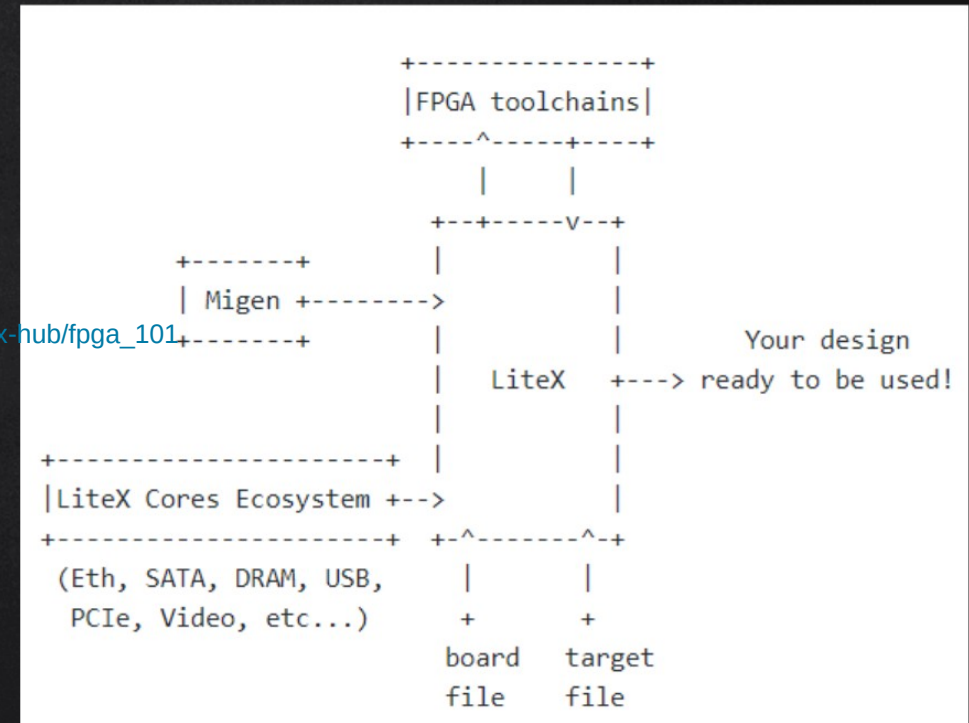 +---------------+
|FPGA toolchains|
+----^-----+----+
|     |
+--+-----v--+
+-------+        |           |
| Migen +-------->           |
x-hub/fpga_101
+-------+        |           |        Your design
|   LiteX   +---> ready to be used!
|           |
+----------------------+  |           |
|LiteX Cores Ecosystem +-->           |
+----------------------+  +-^-------^-+
(Eth, SATA, DRAM, USB,     |       |
PCIe, Video, etc...)      +       +
board   target
file    file